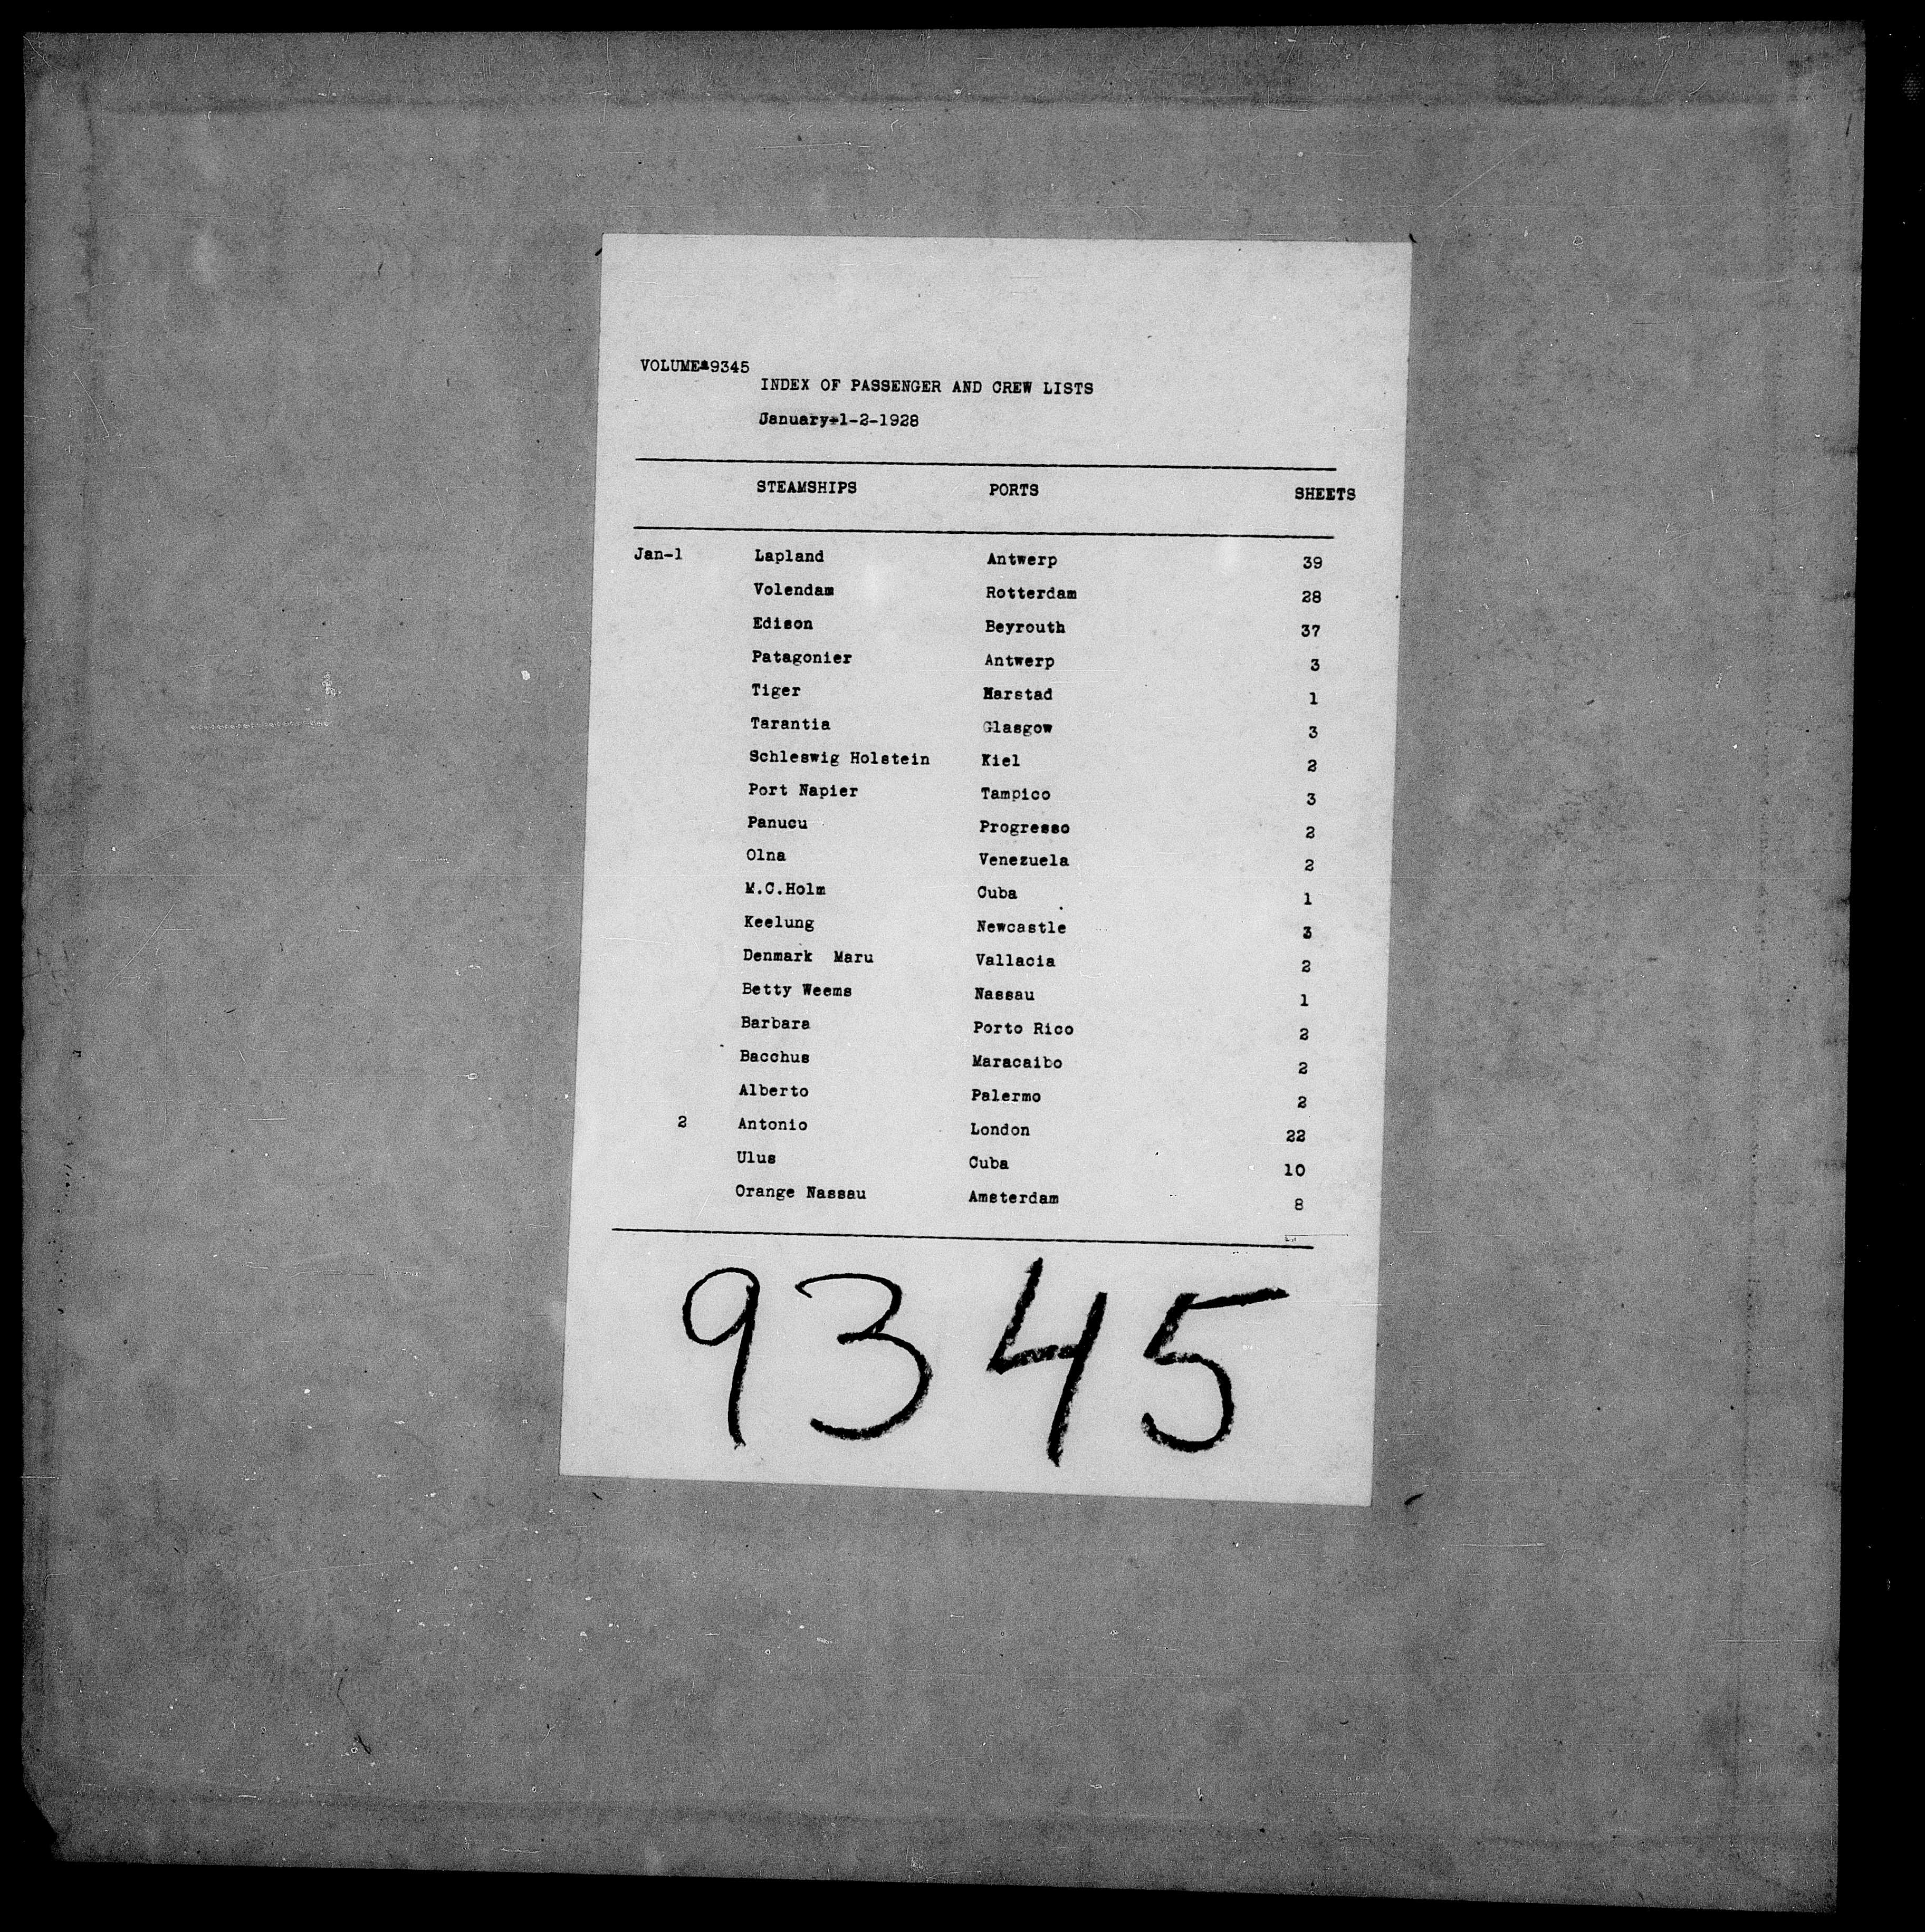 VOLUME 9345
INDEX OF PASSENGER AND CREW LISTS
January-1-2-1928
STEAMSHIPS PORTS SHEETS
Jan-1 Lapland Antwerp 39
Volendam Rotterdam 28
Edison Beyrouth 37
Patagonier Antwerp 3
Tiger Harstad 1
Tarantia Glasgow 3
Schleswig Holstein Kiel 2
Port Napier Tampico 3
Panucu Progresso 2
Olna Venezuela 2
M.C.Holm Cuba 1
Keelung Newcastle 3
Denmark Maru Vallacia 2
Betty Weems Nassau 1
Barbara Porto Rico 2
Bacchus Maracaibo 2
Alberto Palermo 2
2 Antonio London 22
Ulus Cuba 10
Orange Nassau Amsterdam 8
9345